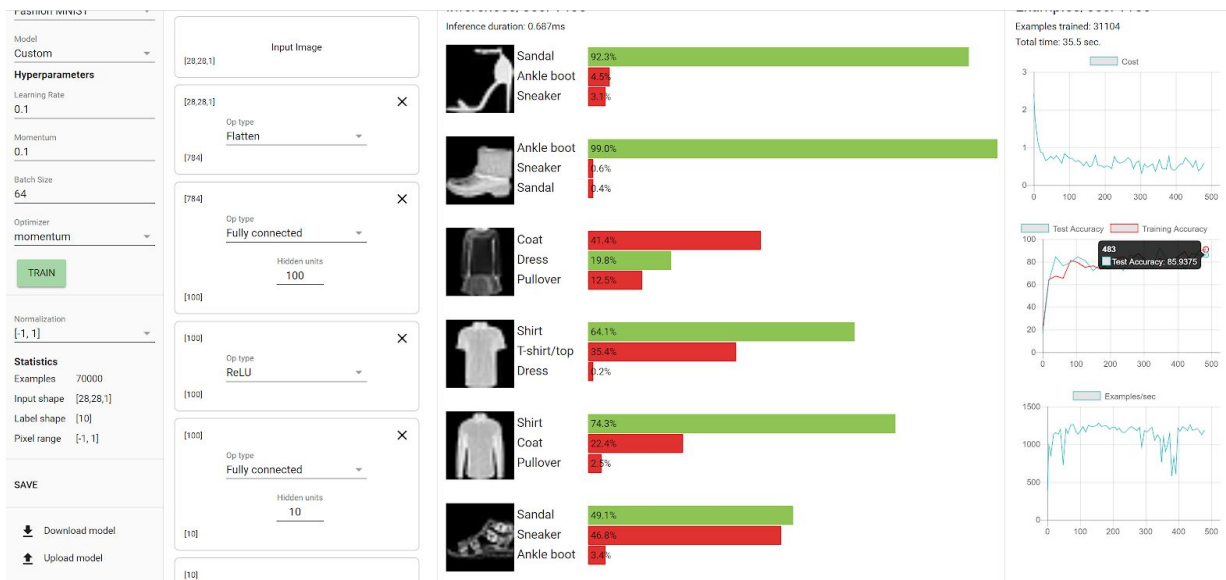 Fashion MNIST
Model
Custom
Hyperparameters
Learning Rate
0.1
Momentum
0.1
Batch Size
64
Optimizer
momentum
TRAIN
Normalization
[-1, 1]
Statistics
Examples 70000
Input shape [28,28,1]
Label shape [10]
Pixel range [-1, 1]
SAVE
Download model
Upload model
Input Image
[28,28,1]
[28,28,1]
Op type
Flatten
[784]
[784]
Op type
Fully connected
Hidden units
100
[100]
[100]
Op type
ReLU
[100]
[100]
Op type
Fully connected
Hidden units
10
[10]
[10]
Inference duration: 0.687ms
Sandal 92.3%
Ankle boot 4.5%
Sneaker 3.1%
Ankle boot 99.0%
Sneaker 0.6%
Sandal 0.4%
Coat 41.4%
Dress 19.8%
Pullover 12.5%
Shirt 64.1%
T-shirt/top 35.4%
Dress 0.2%
Shirt 74.3%
Coat 22.4%
Pullover 2.5%
Sandal 49.1%
Sneaker 46.8%
Ankle boot 3.4%
Examples trained: 31104
Total time: 35.5 sec.
Cost
3
2
1
0
0 100 200 300 400 500
Test Accuracy Training Accuracy
100
80
60
40
20
0
483
Test Accuracy: 85.9375
0 100 200 300 400 500
Examples/sec
1500
1000
500
0
0 100 200 300 400 500